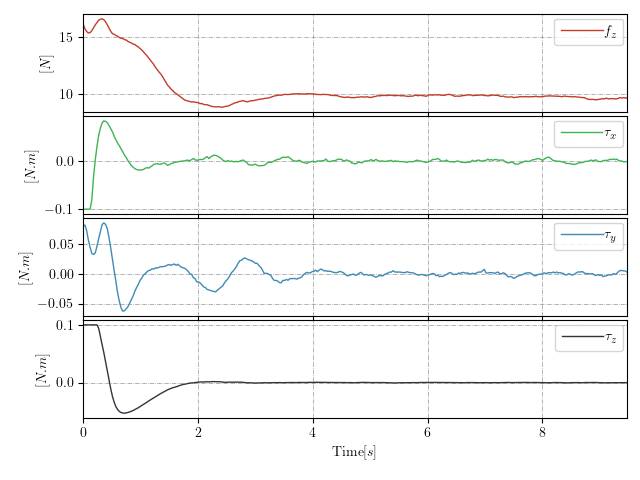 15
10
[N]
f_z
0.0
−0.1
[N.m]
τ_x
0.05
0.00
−0.05
[N.m]
τ_y
0.1
0.0
[N.m]
τ_z
0 2 4 6 8
Time[s]